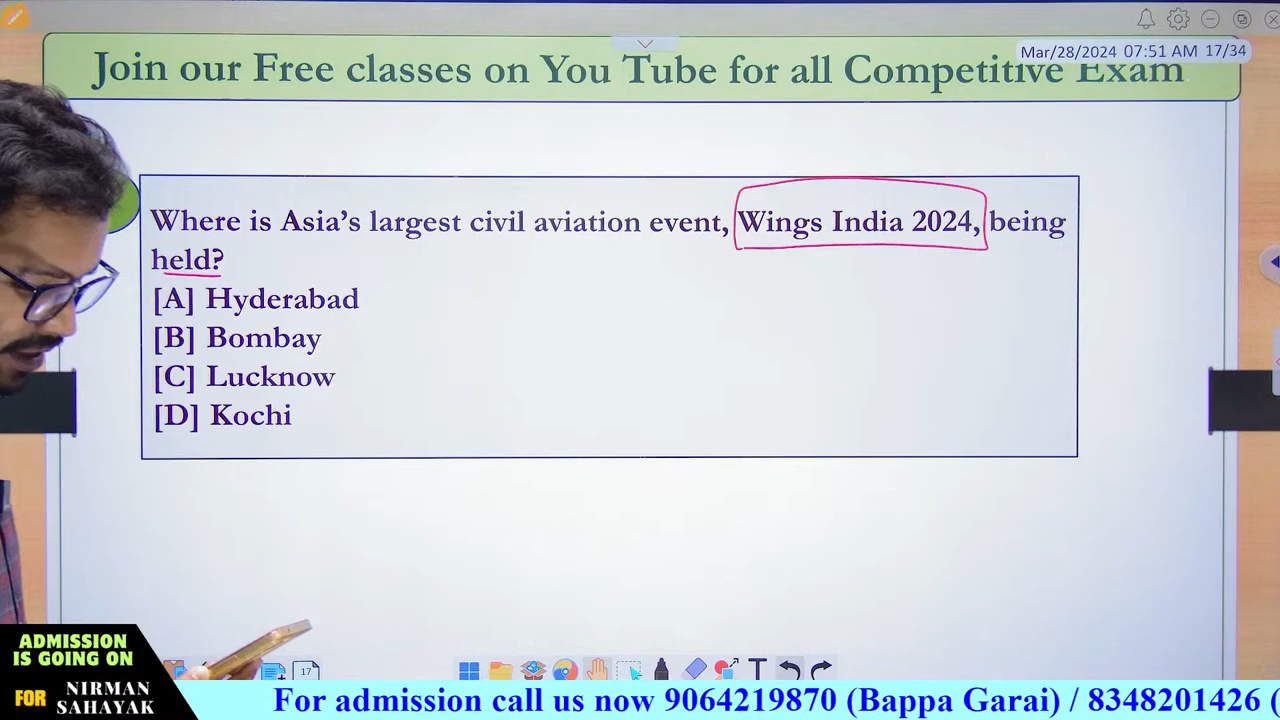 Mar/28/2024 07:51 AM 17/34
Join our Free classes on You Tube for all Competitive Exam
Where is Asia's largest civil aviation event, Wings India 2024, being
held?
[A] Hyderabad
[B] Bombay
[C] Lucknow
[D] Kochi
17
T
ADMISSION
IS GOING ON
FOR NIRMAN
SAHAYAK
For admission call us now 9064219870 (Bappa Garai) / 8348201426 (